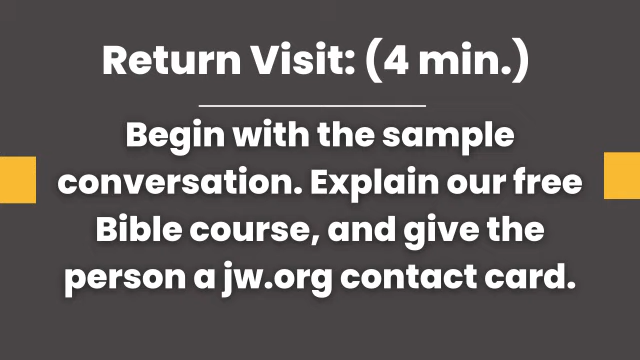 Return Visit: (4 min.)
Begin with the sample
conversation. Explain our free
Bible course, and give the
person a jw.org contact card.